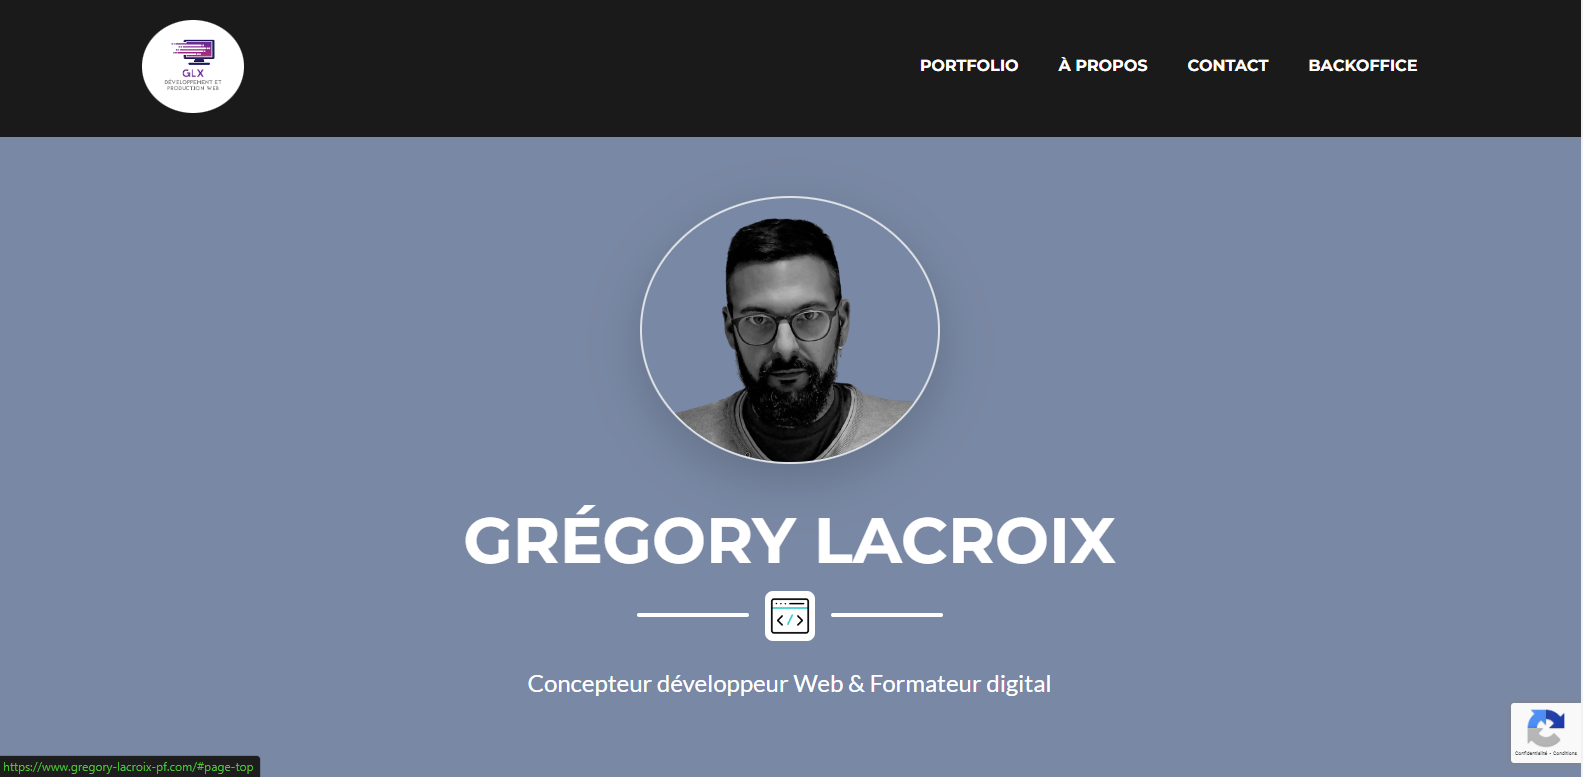 GLX
DÉVELOPPEMENT ET
PRODUCTION WEB
PORTFOLIO
À PROPOS
CONTACT
BACKOFFICE
GRÉGORY LACROIX
</>
Concepteur développeur Web & Formateur digital
Confidentialité - Conditions
https://www.gregory-lacroix-pf.com/#page-top